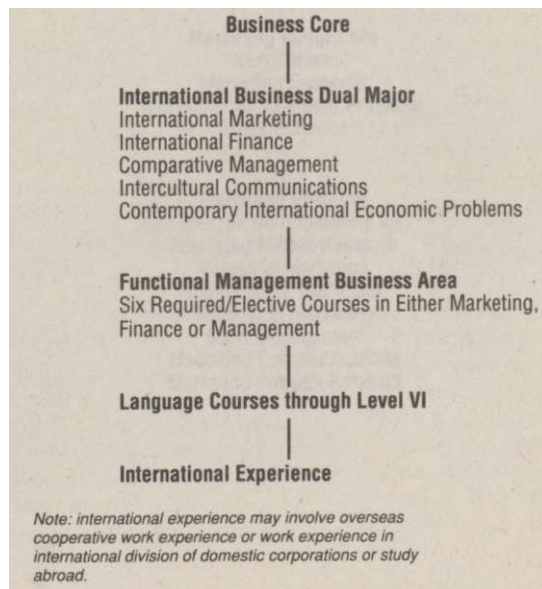 Business Core
International Business Dual Major
International Marketing
International Finance
Comparative Management
Intercultural Communications
Contemporary International Economic Problems
Functional Management Business Area
Six Required/Elective Courses in Either Marketing,
Finance or Management
Language Courses through Level VI
International Experience
Note: international experience may involve overseas
cooperative work experience or work experience in
international division of domestic corporations or study
abroad.